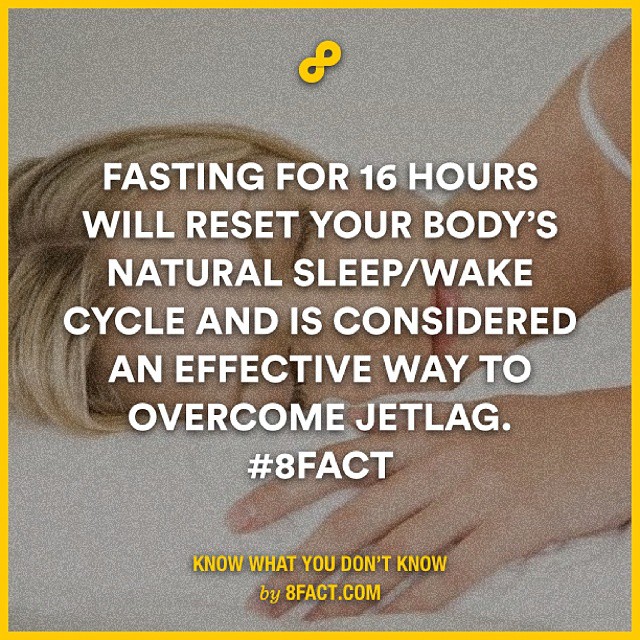 FASTING FOR 16 HOURS
WILL RESET YOUR BODY’S
NATURAL SLEEP/WAKE
CYCLE AND IS CONSIDERED
AN EFFECTIVE WAY TO
OVERCOME JETLAG.
#8FACT
KNOW WHAT YOU DON’T KNOW
by 8FACT.COM